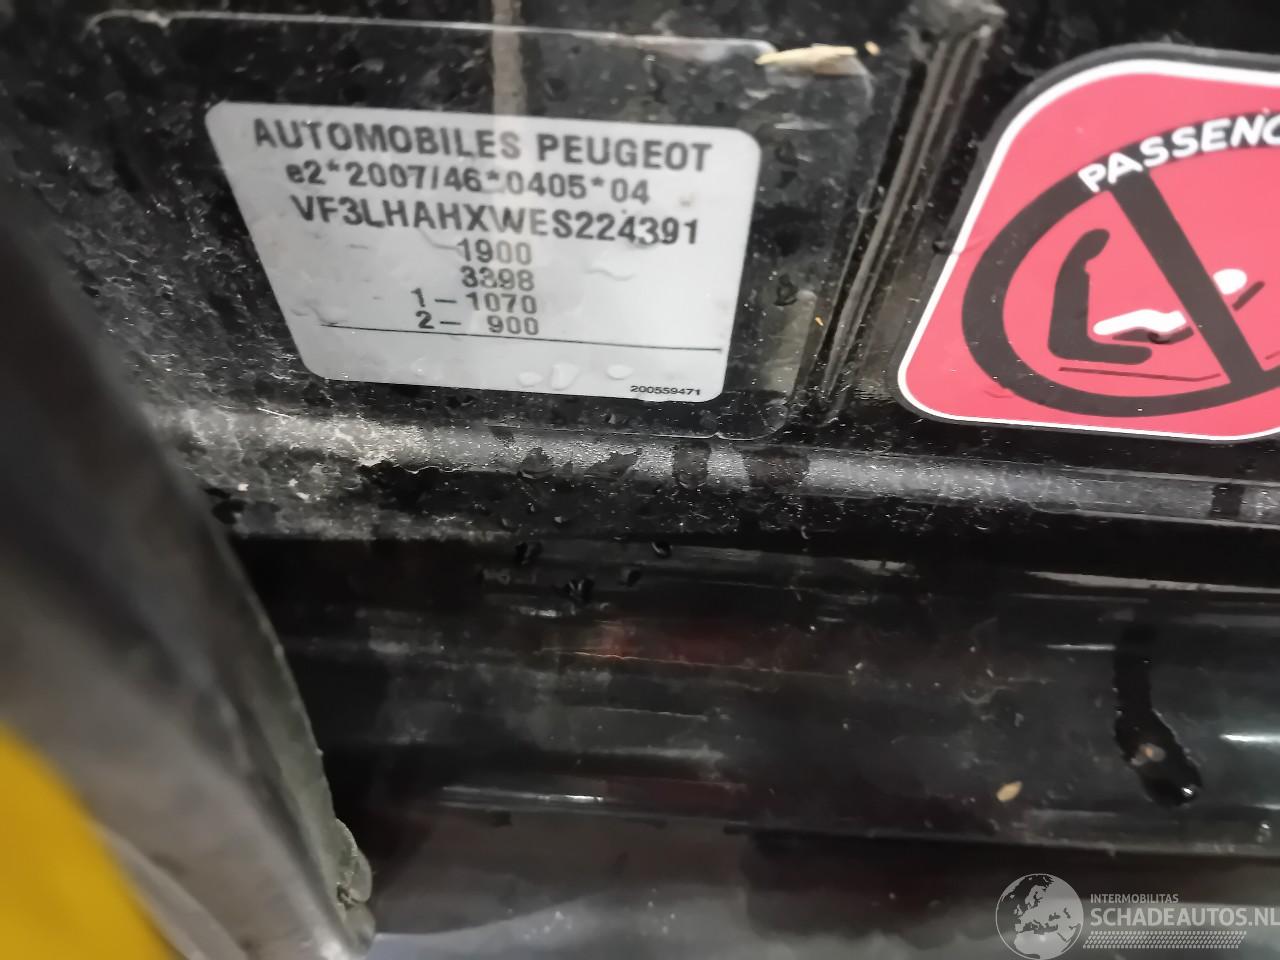 AUTOMOBILES PEUGEOT
e2*2007/46*0405*04
VF3LHAHXWES224391
1900
3398
1- 1070
2- 900
200559471
PASSENG
INTERMOBILITAS
SCHADEAUTOS.NL